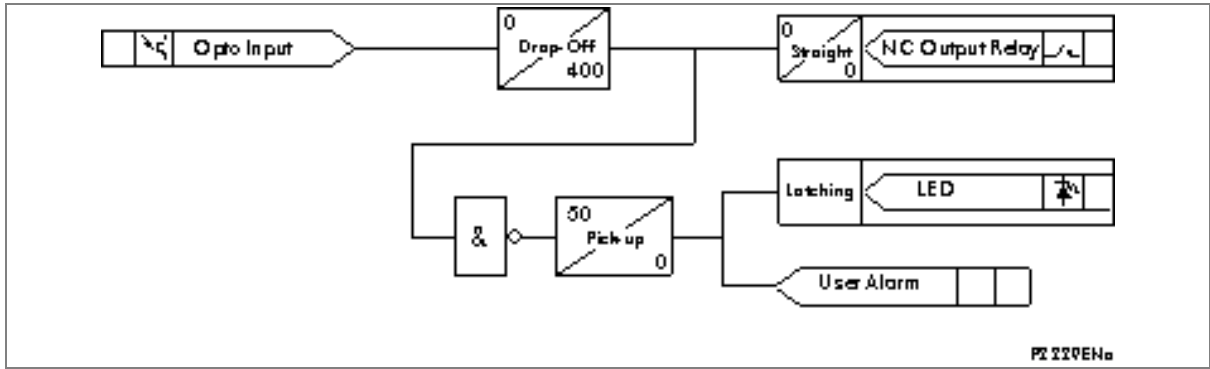 Opto Input
0
Drop-Off
400
0
Straight
0
NC Output Relay
&
50
Pick-up
0
Latching
LED
User Alarm
P2229ENa